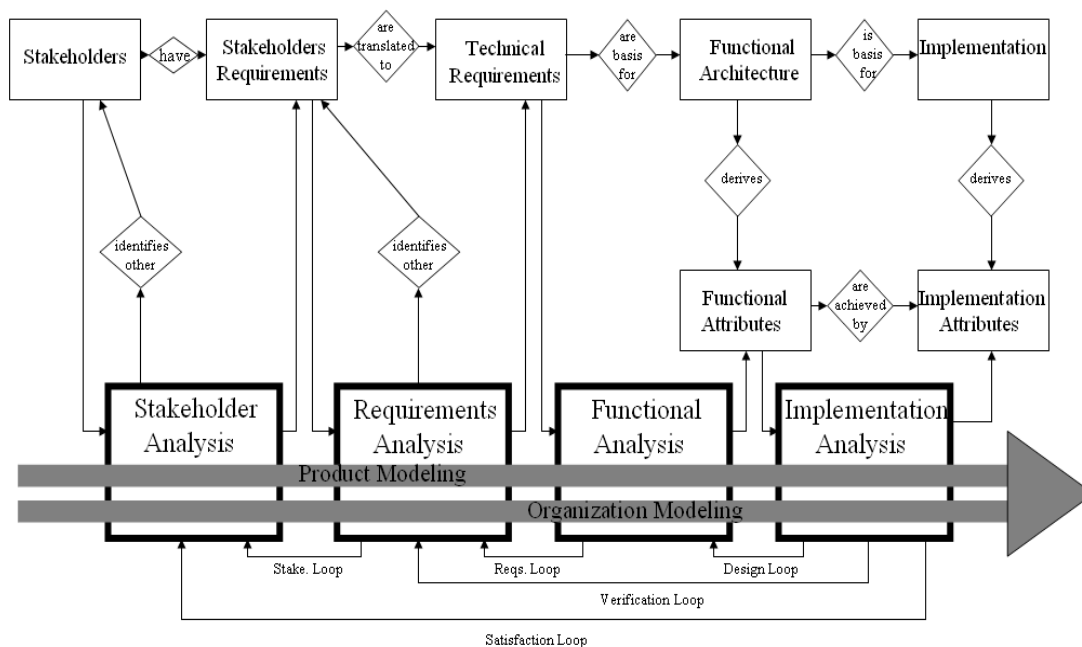 Stakeholders
have
Stakeholders
Requirements
are
translated
to
Technical
Requirements
are
basis
for
Functional
Architecture
is
basis
for
Implementation
derives
derives
identifies
other
identifies
other
Functional
Attributes
are
achieved
by
Implementation
Attributes
Stakeholder
Analysis
Requirements
Analysis
Functional
Analysis
Implementation
Analysis
Product Modeling
Organization Modeling
Stake. Loop
Reqs. Loop
Design Loop
Verification Loop
Satisfaction Loop